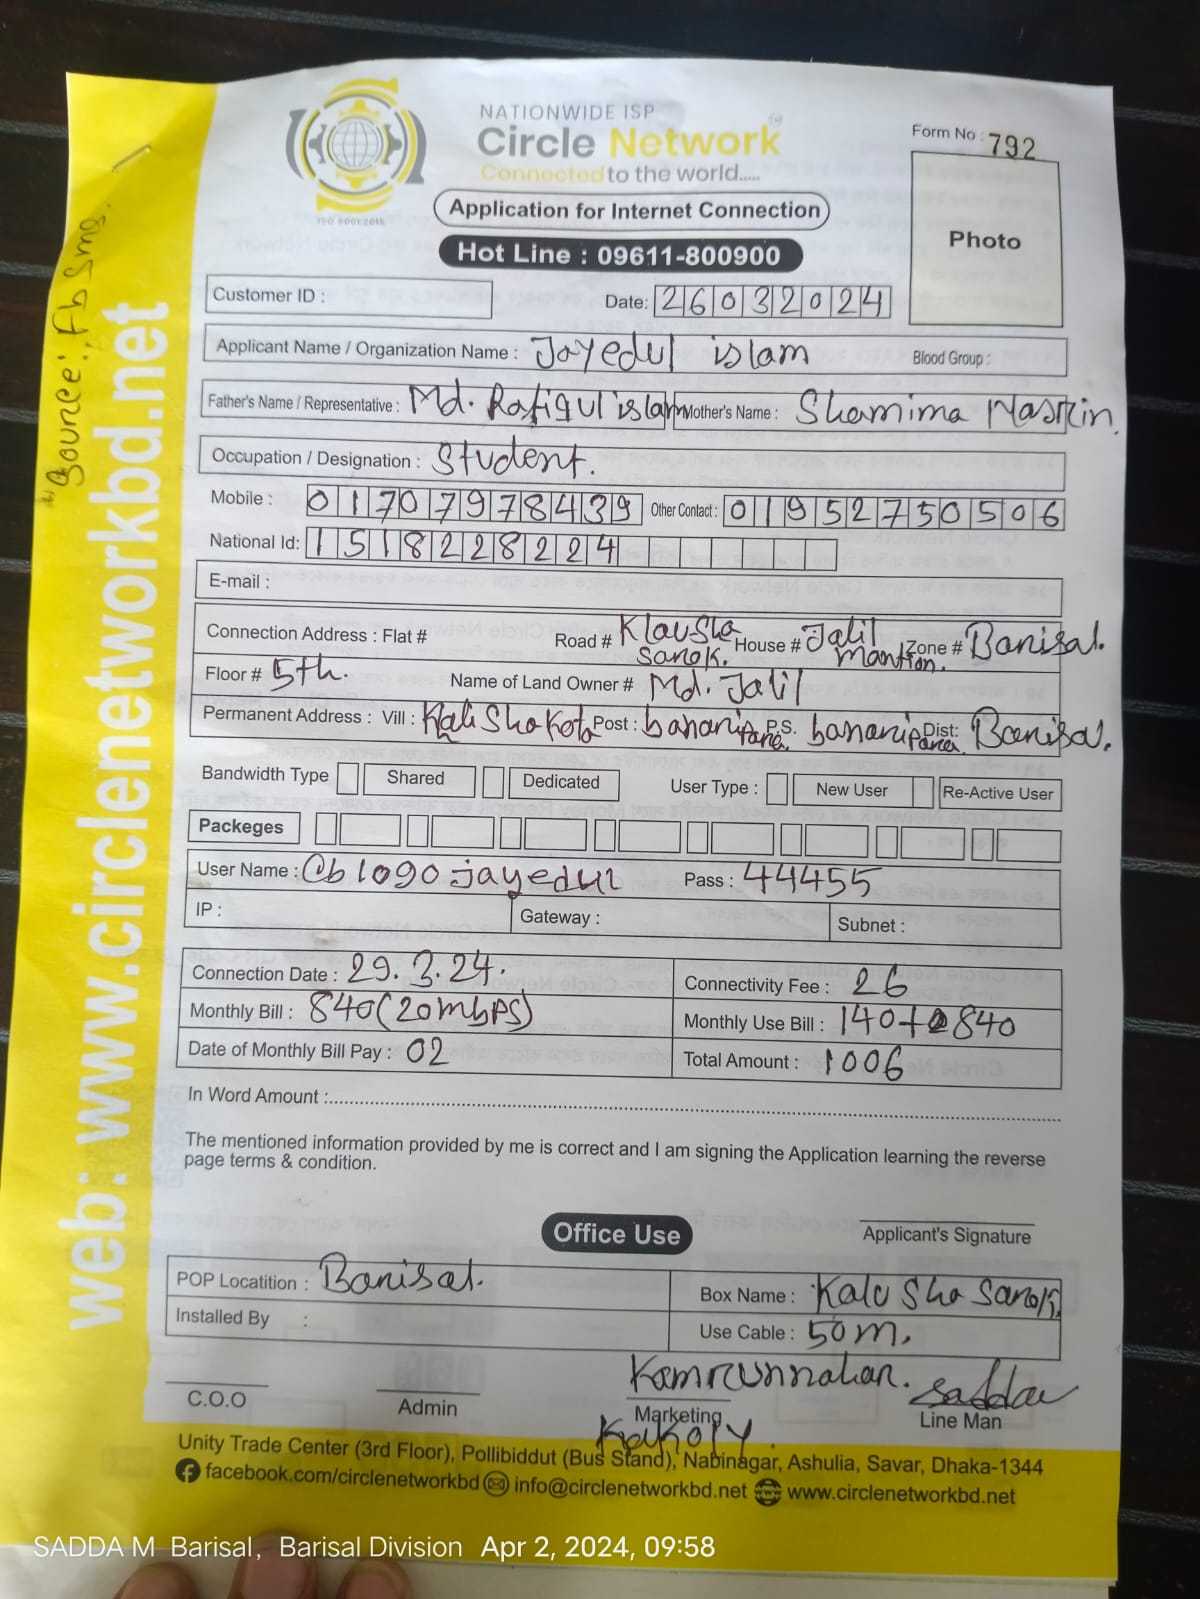 NATIONWIDE ISP
Circle Network
Connected to the world.....
ISO 9001:2015
Form No : 792
Application for Internet Connection
Photo
Hot Line : 09611-800900
Customer ID :
Date: 26032024
Applicant Name / Organization Name : Jayedul islam Blood Group :
Father's Name / Representative : Md. Rafiqul islam Mother's Name : Shamima Nasrin
Occupation / Designation : Student.
Mobile : 01707978439 Other Contact : 01952750506
National Id: 1518228224
E-mail :
Connection Address : Flat # Road # House # Jalil mantion. Zone # Barisal.
Floor # 5th. Name of Land Owner # Md. Jalil
Permanent Address : Vill : Post : banaripara P.S. banaripara Dist: Barisal.
Bandwidth Type Shared Dedicated User Type : New User Re-Active User
Packeges
User Name : Pass : 44455
IP : Gateway : Subnet :
Connection Date : 29.3.24. Connectivity Fee : 26
Monthly Bill : 840(20mbps) Monthly Use Bill : 140+840
Date of Monthly Bill Pay : 02 Total Amount : 1006
In Word Amount :
The mentioned information provided by me is correct and I am signing the Application learning the reverse
page terms & condition.
Office Use
Applicant's Signature
POP Locatition : Barisal. Box Name : Kalu Sha Sarok.
Installed By : Use Cable : 50m.
Kamrunnahar. Saddam
C.O.O Admin Marketing Line Man
Kakoly
Unity Trade Center (3rd Floor), Pollibiddut (Bus Stand), Nabinagar, Ashulia, Savar, Dhaka-1344
facebook.com/circlenetworkbd info@circlenetworkbd.net www.circlenetworkbd.net
web: www.circlenetworkbd.net
"Source: Fb sms.
SADDA M Barisal, Barisal Division Apr 2, 2024, 09:58